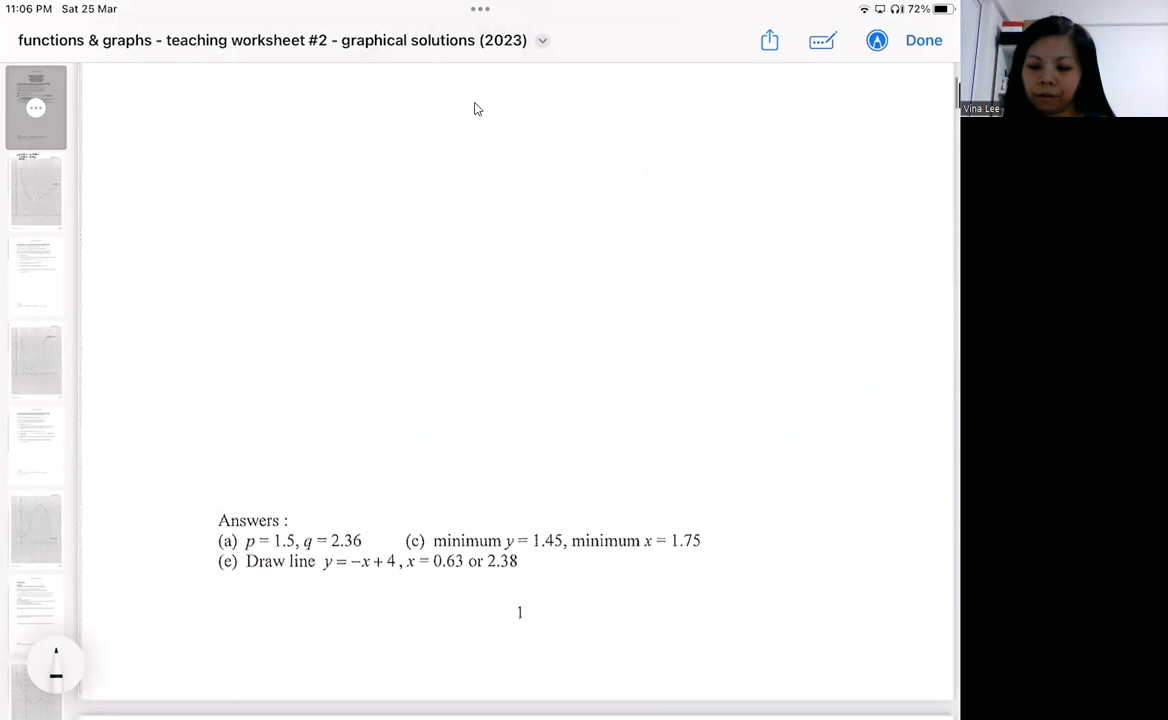 11:06 PM Sat 25 Mar
72%
functions & graphs - teaching worksheet #2 - graphical solutions (2023)
Done
Vina Lee
Answers :
(a) p = 1.5, q = 2.36 (c) minimum y = 1.45, minimum x = 1.75
(e) Draw line y = −x + 4 , x = 0.63 or 2.38
1